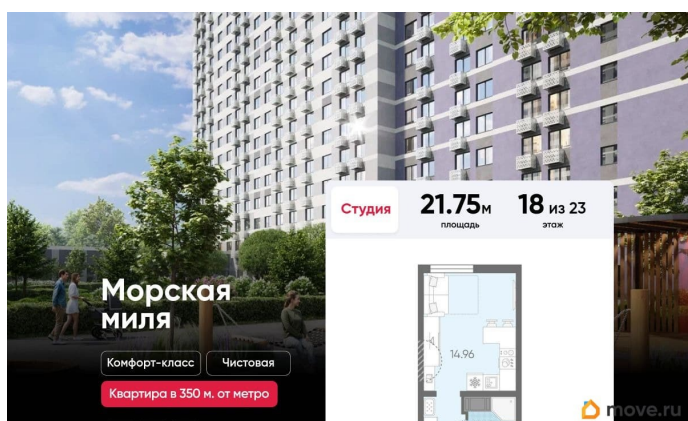 Студия
21.75м
площадь
18 из 23
этаж
14.96
Морская
миля
Комфорт-класс
Чистовая
Квартира в 350 м. от метро
move.ru